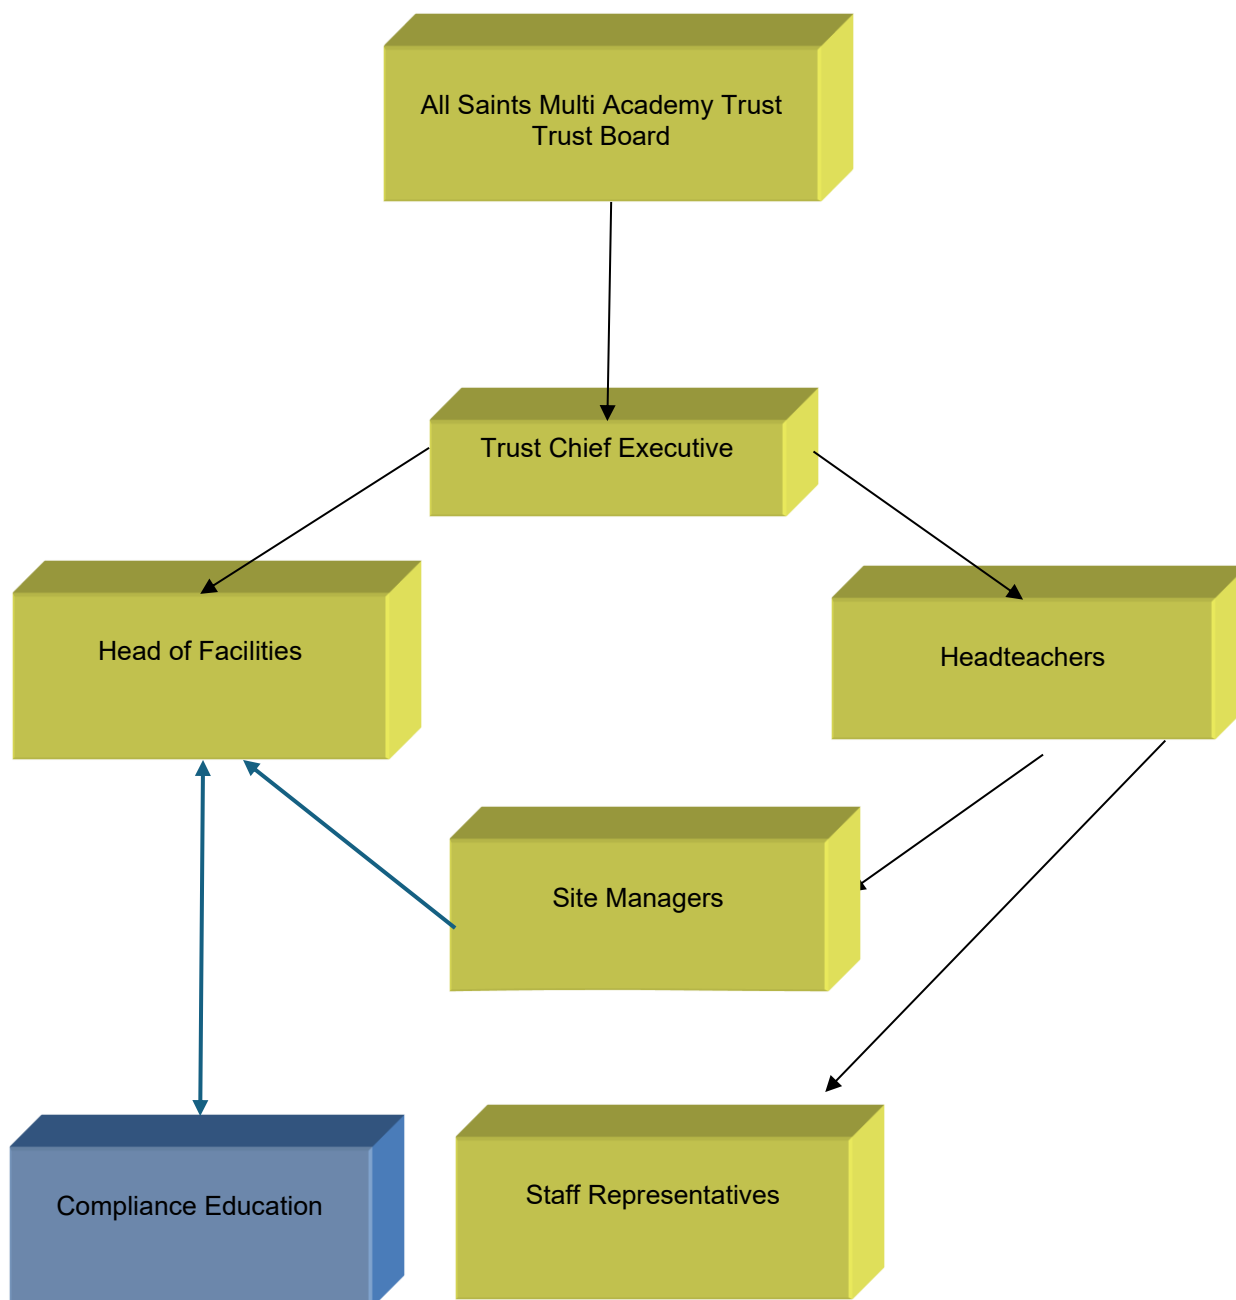 All Saints Multi Academy Trust
Trust Board
Trust Chief Executive
Head of Facilities
Headteachers
Site Managers
Compliance Education
Staff Representatives